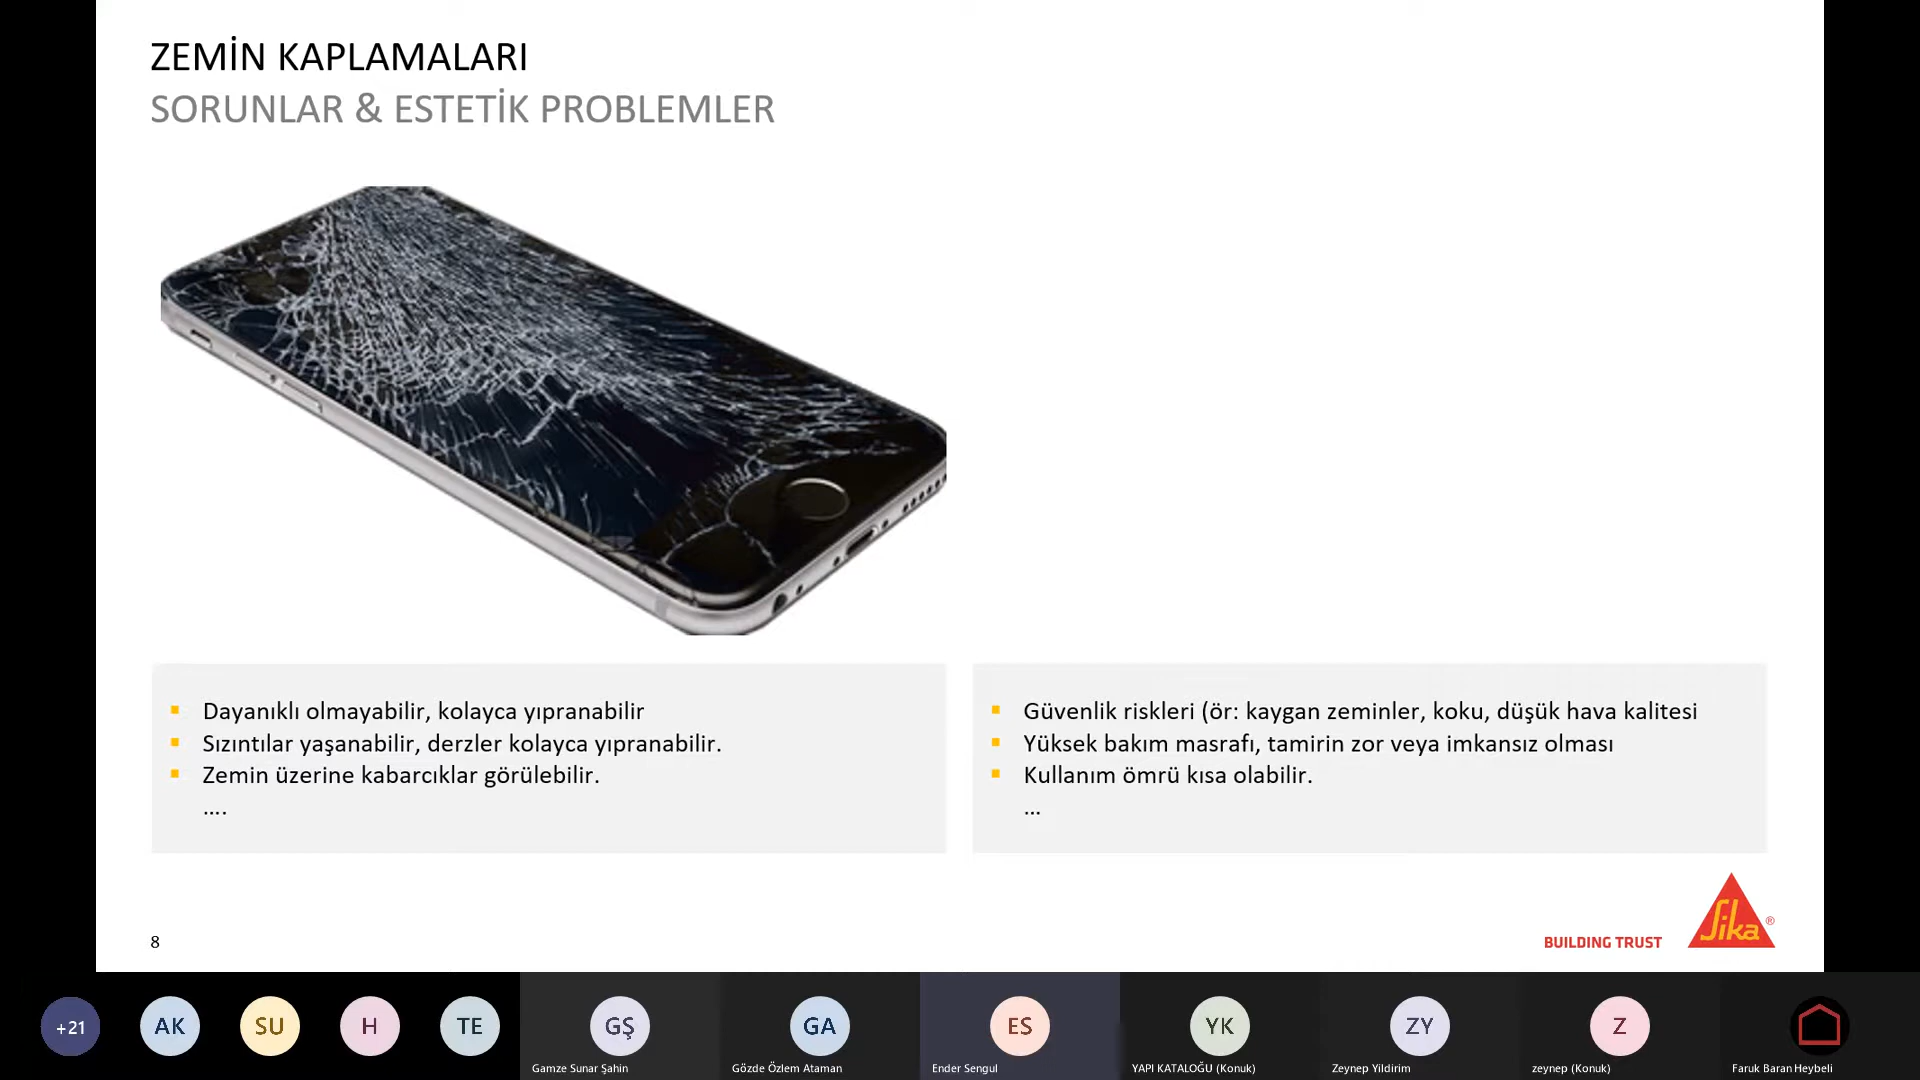 ZEMİN KAPLAMALARI
SORUNLAR & ESTETİK PROBLEMLER
Dayanıklı olmayabilir, kolayca yıpranabilir
Sızıntılar yaşanabilir, derzler kolayca yıpranabilir.
Zemin üzerine kabarcıklar görülebilir.
....
Güvenlik riskleri (ör: kaygan zeminler, koku, düşük hava kalitesi
Yüksek bakım masrafı, tamirin zor veya imkansız olması
Kullanım ömrü kısa olabilir.
...
8
BUILDING TRUST
Sika®
+21
AK
SU
H
TE
GŞ
GA
ES
YK
ZY
Z
Gamze Sunar Şahin
Gözde Özlem Ataman
Ender Sengul
YAPI KATALOĞU (Konuk)
Zeynep Yildirim
zeynep (Konuk)
Faruk Baran Heybeli